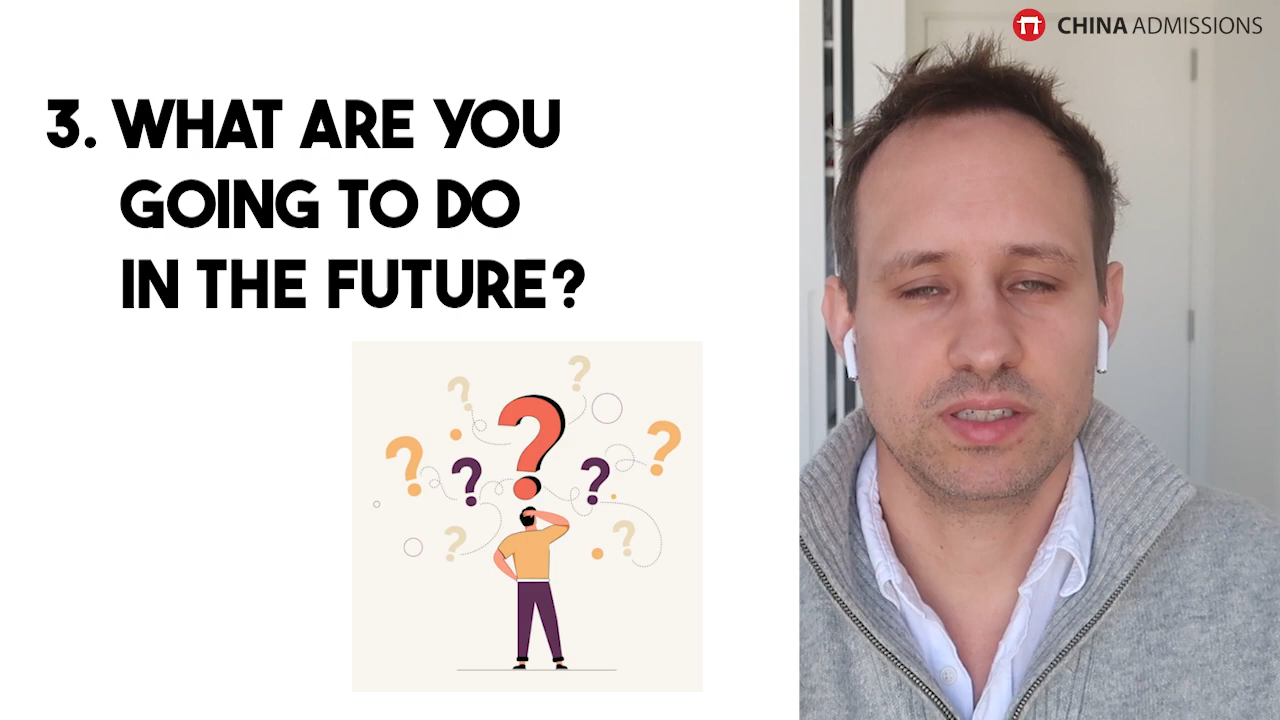 CHINA ADMISSIONS
3. WHAT ARE YOU
GOING TO DO
IN THE FUTURE?